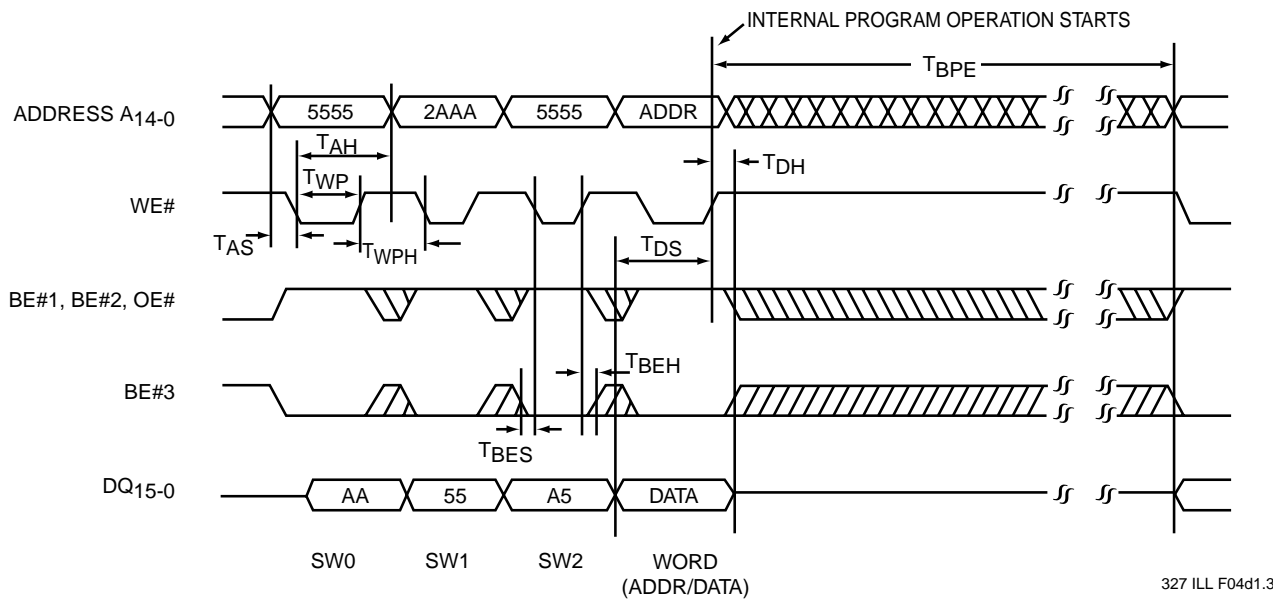 INTERNAL PROGRAM OPERATION STARTS
TBPE
ADDRESS A14-0
5555
2AAA
5555
ADDR
TAH
TDH
TWP
WE#
TAS
TWPH
TDS
BE#1, BE#2, OE#
TBEH
BE#3
TBES
DQ15-0
AA
55
A5
DATA
SW0
SW1
SW2
WORD
(ADDR/DATA)
327 ILL F04d1.3